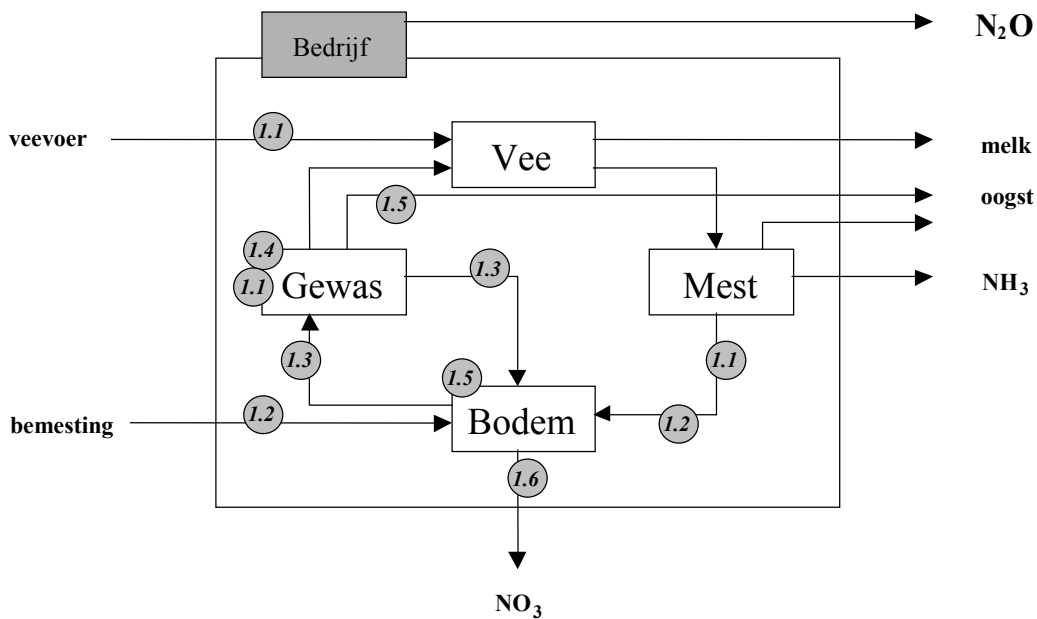 N₂O
Bedrijf
veevoer
1.1
Vee
melk
1.5
oogst
1.4
1.1
Gewas
1.3
Mest
NH₃
1.3
1.5
1.1
bemesting
1.2
Bodem
1.2
1.6
NO₃